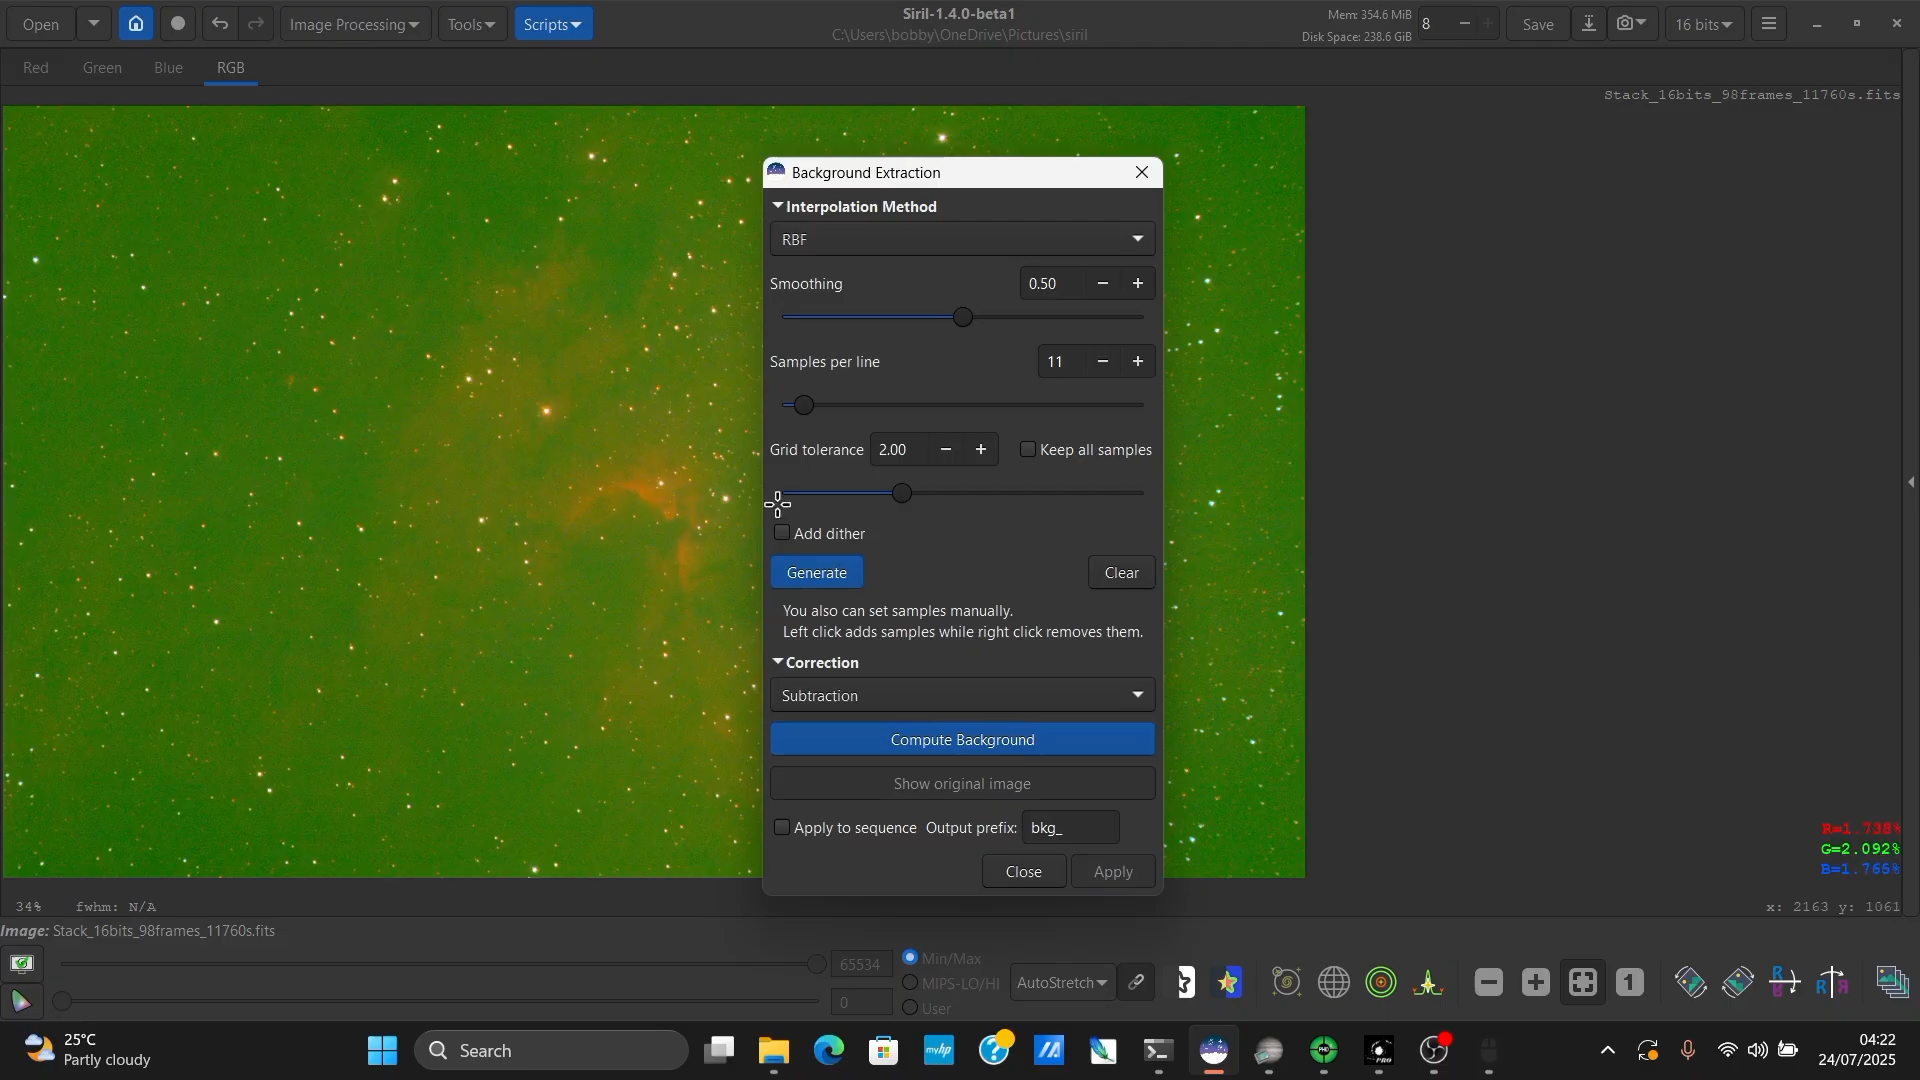 Open
Image Processing
Tools
Scripts
Siril-1.4.0-beta1
C:\Users\bobby\OneDrive\Pictures\siril
Mem: 354.6 MiB
Disk Space: 238.6 GiB
8
Save
16 bits
Red
Green
Blue
RGB
Stack_16bits_98frames_11760s.fits
Background Extraction
Interpolation Method
RBF
Smoothing
0.50
Samples per line
11
Grid tolerance
2.00
Keep all samples
Add dither
Generate
Clear
You also can set samples manually.
Left click adds samples while right click removes them.
Correction
Subtraction
Compute Background
Show original image
Apply to sequence
Output prefix:
bkg_
Close
Apply
R=1.738%
G=2.092%
B=1.765%
34%
fwhm: N/A
x: 2163 y: 1061
Image: Stack_16bits_98frames_11760s.fits
65534
0
Min/Max
MIPS-LO/HI
User
AutoStretch
1
25°C
Partly cloudy
Search
myhp
PHD
PRO
04:22
24/07/2025